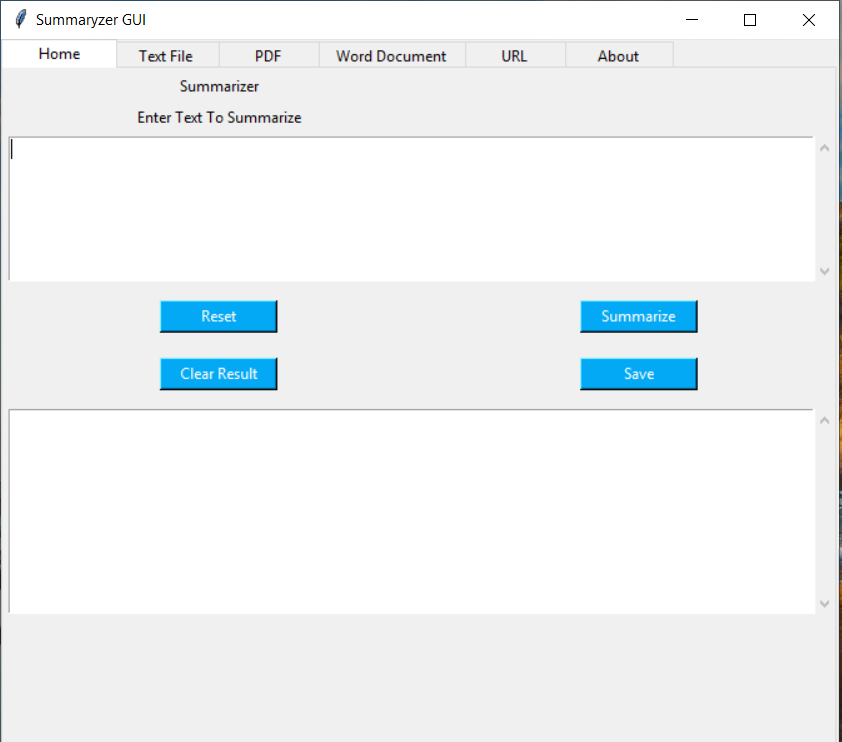 Summaryzer GUI
Home Text File PDF Word Document URL About
Summarizer
Enter Text To Summarize
Reset Summarize
Clear Result Save